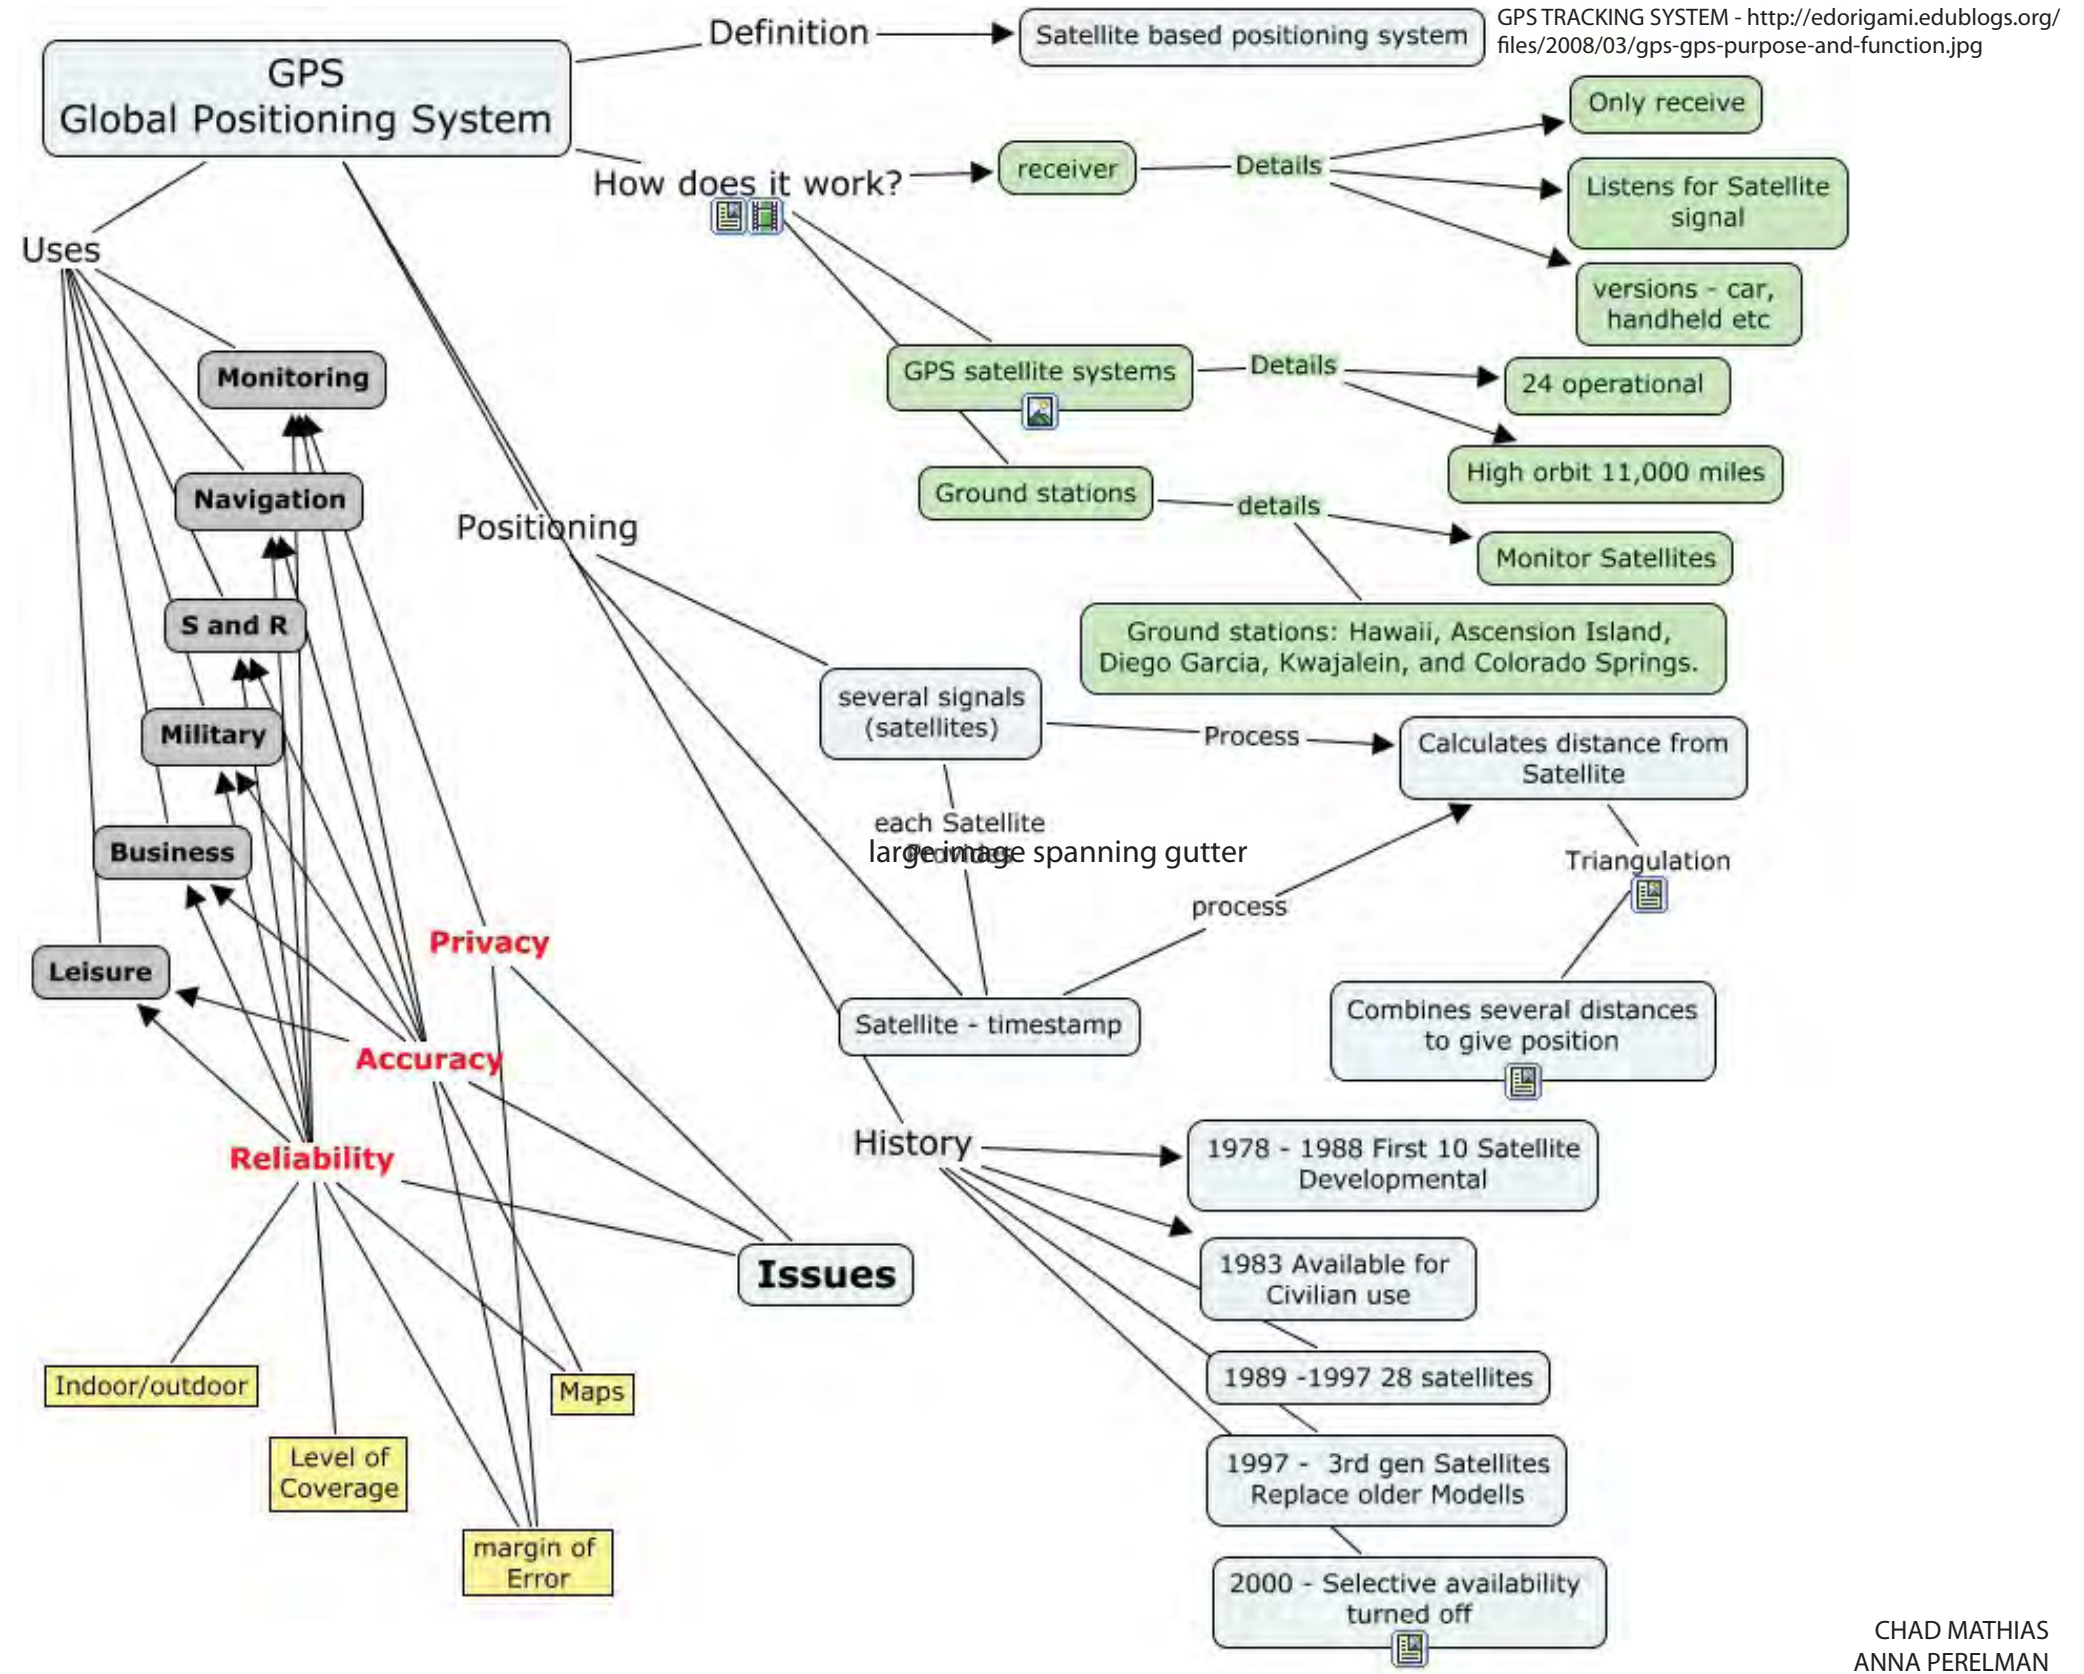 GPS TRACKING SYSTEM - http://edorigami.edublogs.org/
files/2008/03/gps-gps-purpose-and-function.jpg
GPS
Global Positioning System
Definition
Satellite based positioning system
How does it work?
receiver
Details
Only receive
Listens for Satellite
signal
versions - car,
handheld etc
GPS satellite systems
Details
24 operational
High orbit 11,000 miles
Ground stations
details
Monitor Satellites
Ground stations: Hawaii, Ascension Island,
Diego Garcia, Kwajalein, and Colorado Springs.
Uses
Monitoring
Navigation
S and R
Military
Business
Leisure
Positioning
several signals
(satellites)
Process
Calculates distance from
Satellite
each Satellite
Provides
large image spanning gutter
process
Triangulation
Satellite - timestamp
Combines several distances
to give position
Privacy
Accuracy
Reliability
Issues
Indoor/outdoor
Level of
Coverage
margin of
Error
Maps
History
1978 - 1988 First 10 Satellite
Developmental
1983 Available for
Civilian use
1989 -1997 28 satellites
1997 - 3rd gen Satellites
Replace older Modells
2000 - Selective availability
turned off
CHAD MATHIAS
ANNA PERELMAN